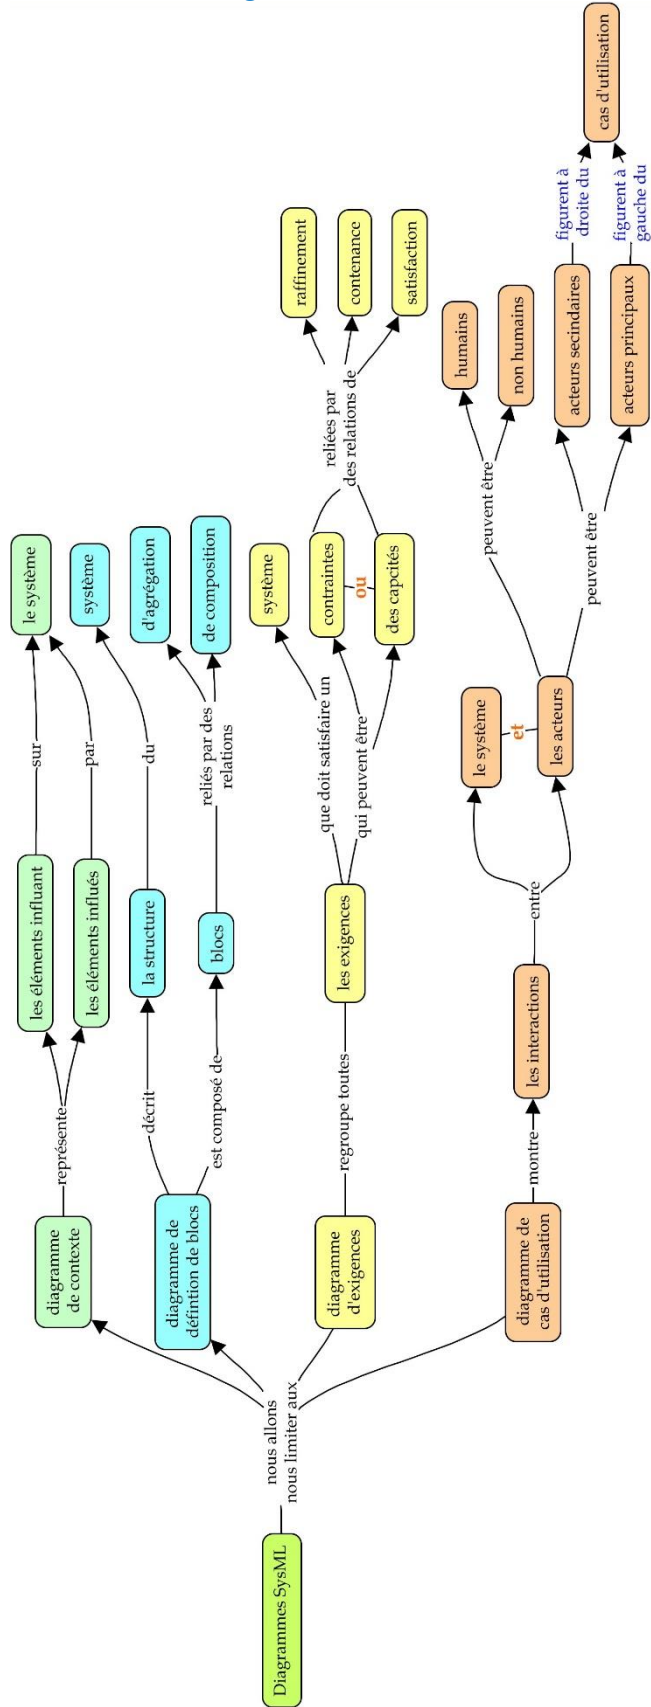 Diagrammes SysML
nous allons
nous limiter aux
diagramme
de contexte
représente
les éléments influant
sur
les éléments influés
par
le système
diagramme de
défintion de blocs
décrit
la structure
du
système
est composé de
blocs
reliés par des
relations
d'agrégation
de composition
diagramme
d'exigences
regroupe toutes
les exigences
que doit satisfaire un
système
qui peuvent être
contraintes
ou
des capcités
reliées par
des relations de
raffinement
contenance
satisfaction
diagramme de
cas d'utilisation
montre
les interactions
entre
le système
et
les acteurs
peuvent être
humains
non humains
peuvent être
acteurs secindaires
figurent à
droite du
acteurs principaux
figurent à
gauche du
cas d'utilisation